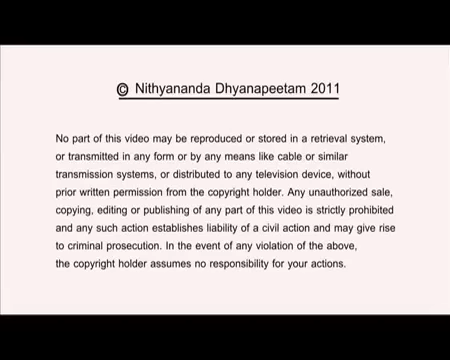 © Nithyananda Dhyanapeetam 2011
No part of this video may be reproduced or stored in a retrieval system,
or transmitted in any form or by any means like cable or similar
transmission systems, or distributed to any television device, without
prior written permission from the copyright holder. Any unauthorized sale,
copying, editing or publishing of any part of this video is strictly prohibited
and any such action establishes liability of a civil action and may give rise
to criminal prosecution. In the event of any violation of the above,
the copyright holder assumes no responsibility for your actions.